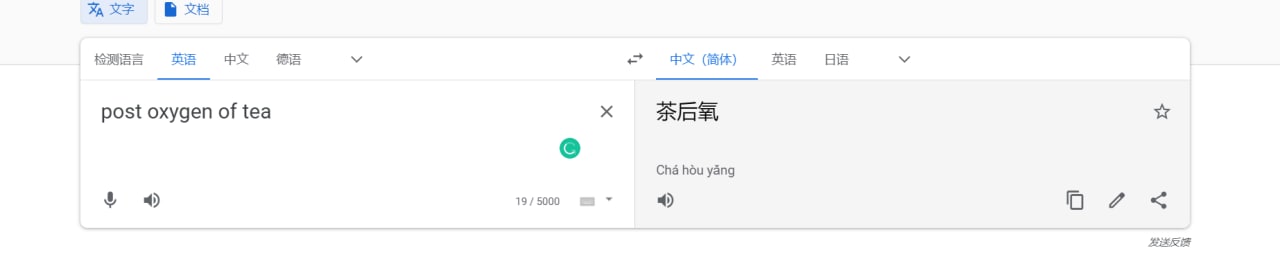 文字 文档
检测语言 英语 中文 德语 中文（简体） 英语 日语
post oxygen of tea 茶后氧
Chá hòu yǎng
19 / 5000
发送反馈